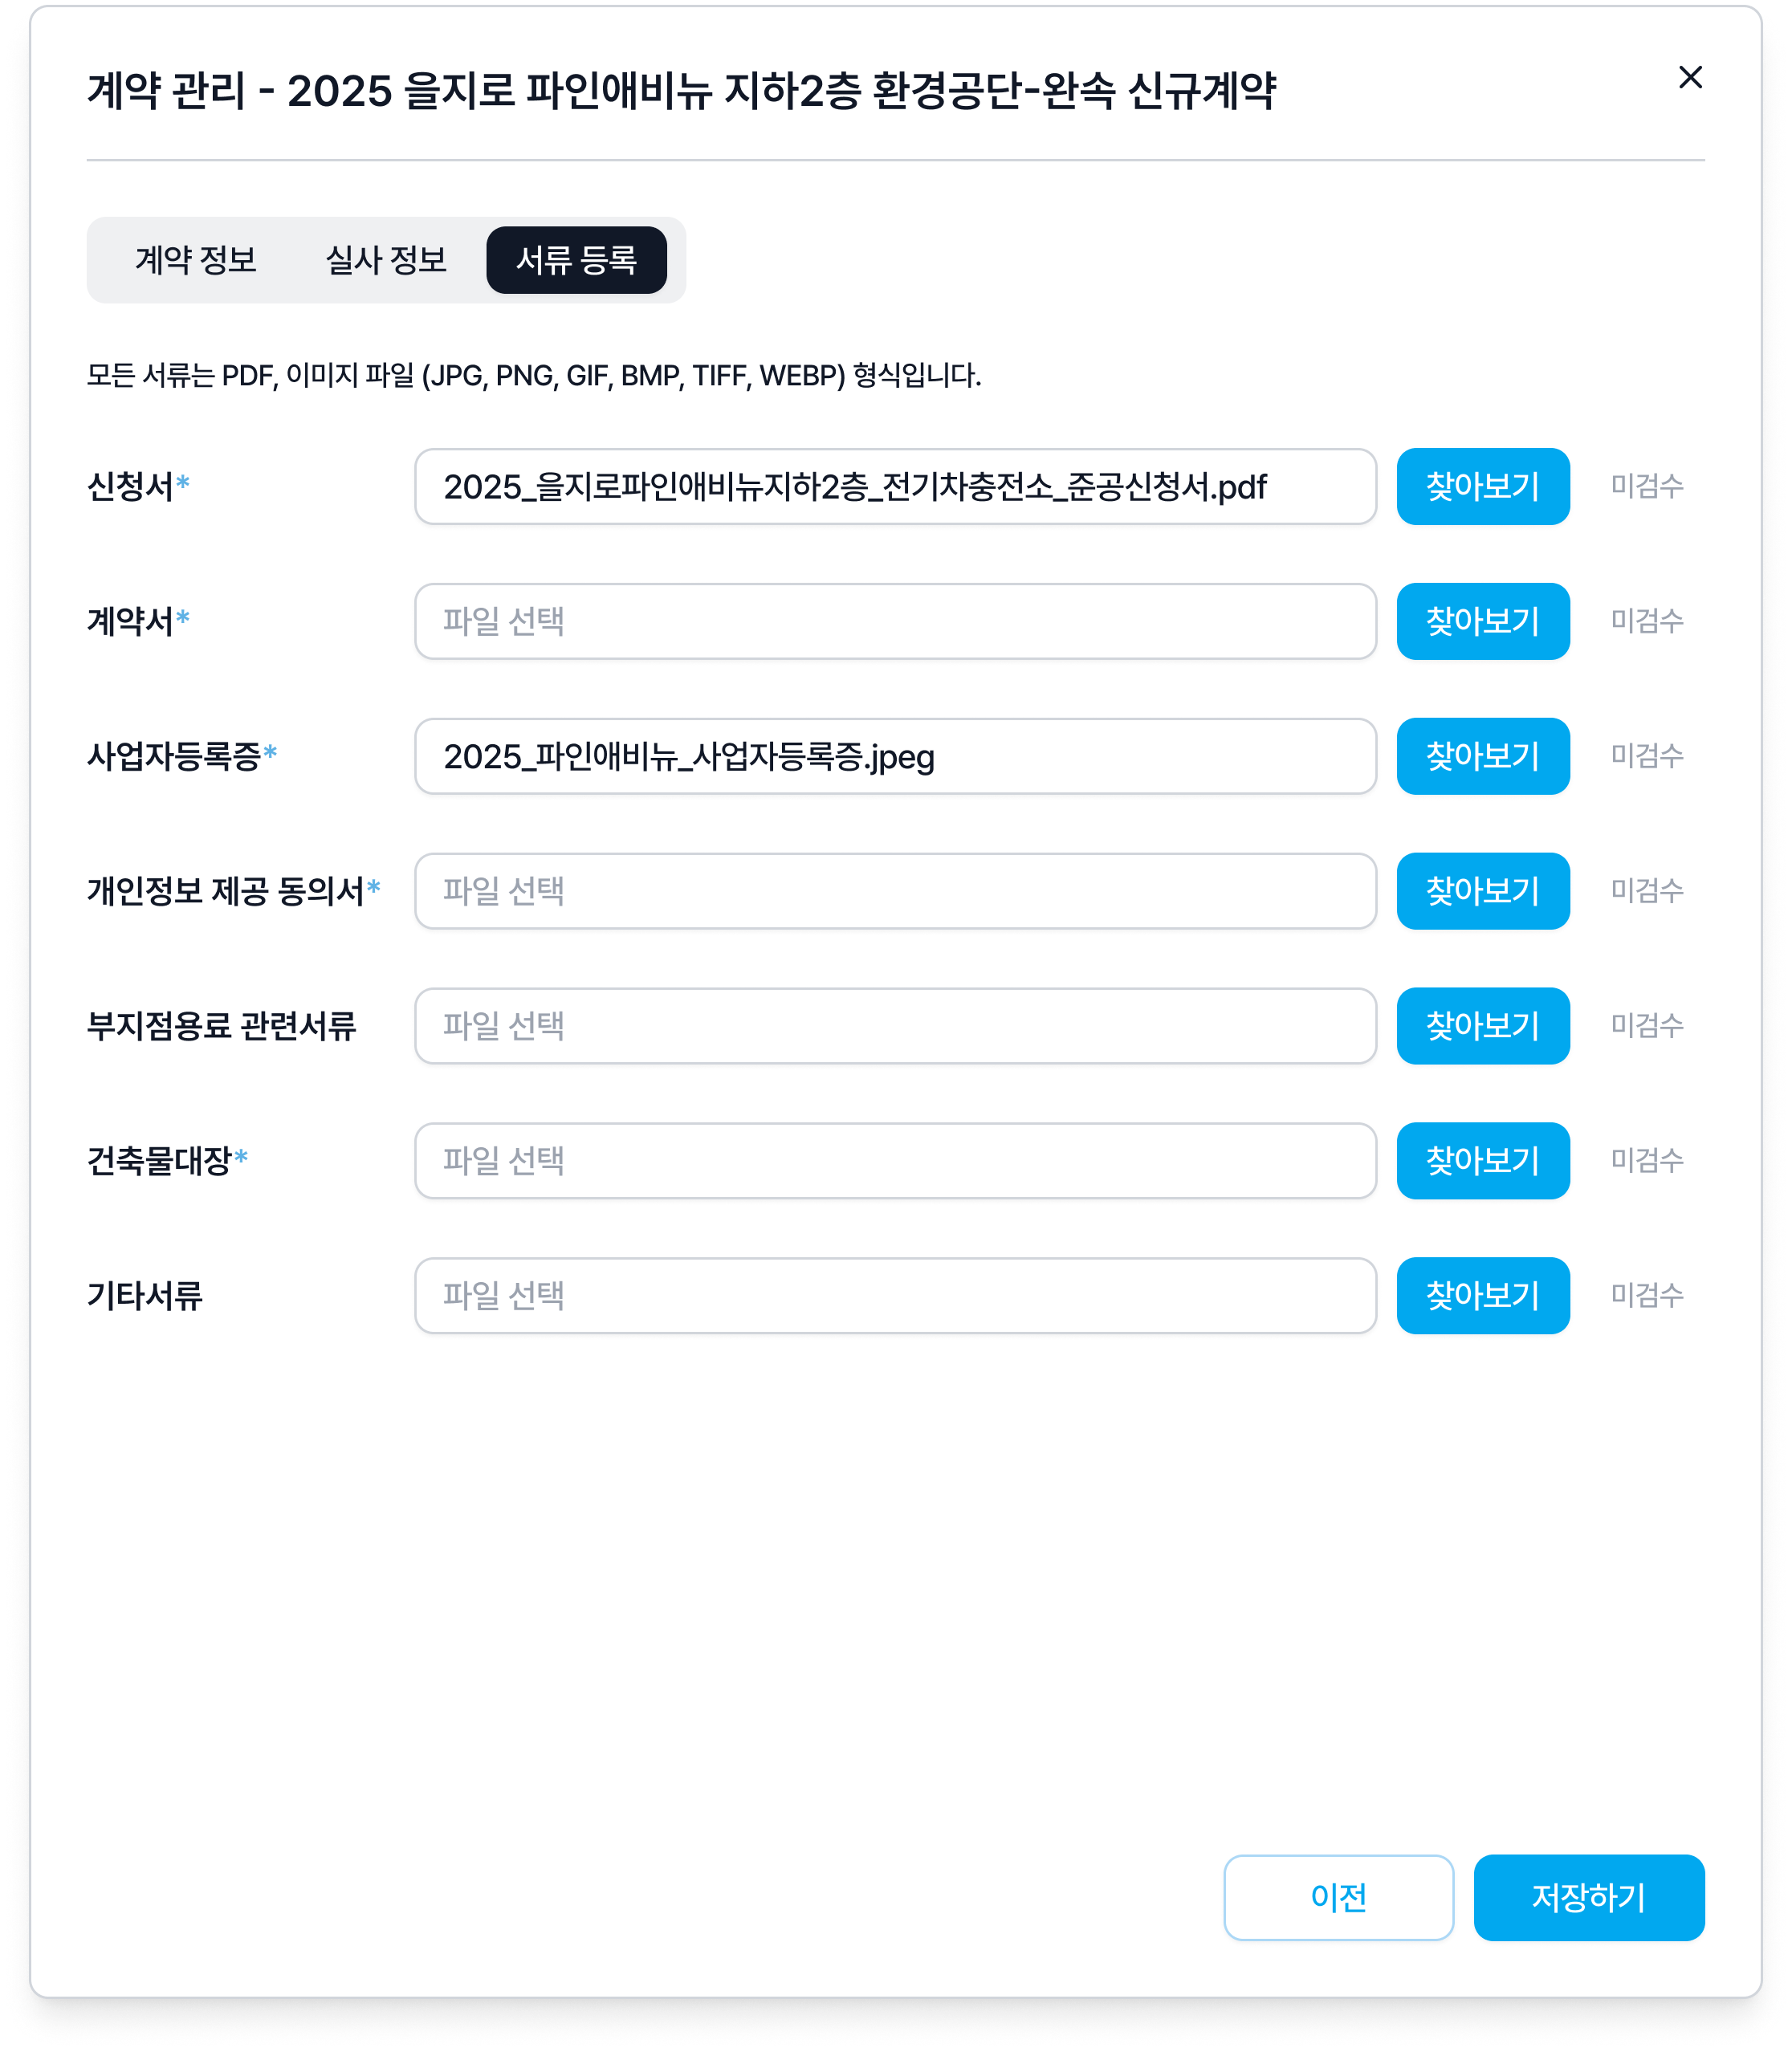 계약 관리 - 2025 을지로 파인애비뉴 지하2층 환경공단-완속 신규계약
계약 정보 실사 정보 서류 등록
모든 서류는 PDF, 이미지 파일 (JPG, PNG, GIF, BMP, TIFF, WEBP) 형식입니다.
신청서* 2025_을지로파인애비뉴지하2층_전기차충전소_준공신청서.pdf 찾아보기 미검수
계약서* 파일 선택 찾아보기 미검수
사업자등록증* 2025_파인애비뉴_사업자등록증.jpeg 찾아보기 미검수
개인정보 제공 동의서* 파일 선택 찾아보기 미검수
부지점용료 관련서류 파일 선택 찾아보기 미검수
건축물대장* 파일 선택 찾아보기 미검수
기타서류 파일 선택 찾아보기 미검수
이전 저장하기